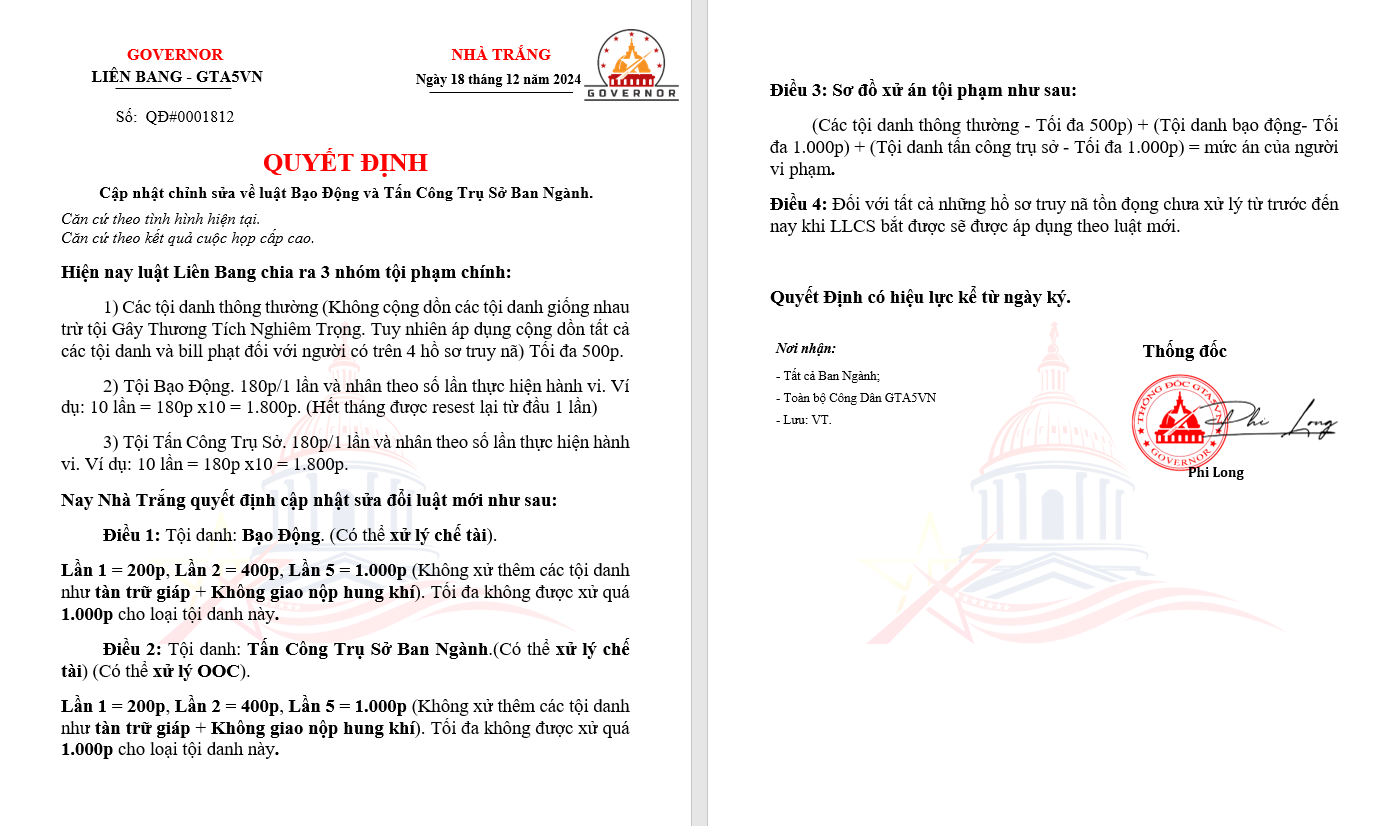 GOVERNOR
LIÊN BANG - GTA5VN
Số: QĐ#0001812
NHÀ TRẮNG
Ngày 18 tháng 12 năm 2024
GOVERNOR
QUYẾT ĐỊNH
Cập nhật chỉnh sửa về luật Bạo Động và Tấn Công Trụ Sở Ban Ngành.
Căn cứ theo tình hình hiện tại.
Căn cứ theo kết quả cuộc họp cấp cao.
Hiện nay luật Liên Bang chia ra 3 nhóm tội phạm chính:
1) Các tội danh thông thường (Không cộng dồn các tội danh giống nhau
trừ tội Gây Thương Tích Nghiêm Trọng. Tuy nhiên áp dụng cộng dồn tất cả
các tội danh và bill phạt đối với người có trên 4 hồ sơ truy nã) Tối đa 500p.
2) Tội Bạo Động. 180p/1 lần và nhân theo số lần thực hiện hành vi. Ví
dụ: 10 lần = 180p x10 = 1.800p. (Hết tháng được resest lại từ đầu 1 lần)
3) Tội Tấn Công Trụ Sở. 180p/1 lần và nhân theo số lần thực hiện hành
vi. Ví dụ: 10 lần = 180p x10 = 1.800p.
Nay Nhà Trắng quyết định cập nhật sửa đổi luật mới như sau:
Điều 1: Tội danh: Bạo Động. (Có thể xử lý chế tài).
Lần 1 = 200p, Lần 2 = 400p, Lần 5 = 1.000p (Không xử thêm các tội danh
như tàn trữ giáp + Không giao nộp hung khí). Tối đa không được xử quá
1.000p cho loại tội danh này.
Điều 2: Tội danh: Tấn Công Trụ Sở Ban Ngành.(Có thể xử lý chế
tài) (Có thể xử lý OOC).
Lần 1 = 200p, Lần 2 = 400p, Lần 5 = 1.000p (Không xử thêm các tội danh
như tàn trữ giáp + Không giao nộp hung khí). Tối đa không được xử quá
1.000p cho loại tội danh này.
Điều 3: Sơ đồ xử án tội phạm như sau:
(Các tội danh thông thường - Tối đa 500p) + (Tội danh bạo động- Tối
đa 1.000p) + (Tội danh tấn công trụ sở - Tối đa 1.000p) = mức án của người
vi phạm.
Điều 4: Đối với tất cả những hồ sơ truy nã tồn đọng chưa xử lý từ trước đến
nay khi LLCS bắt được sẽ được áp dụng theo luật mới.
Quyết Định có hiệu lực kể từ ngày ký.
Nơi nhận:
- Tất cả Ban Ngành;
- Toàn bộ Công Dân GTA5VN
- Lưu: VT.
Thống đốc
THỐNG ĐỐC GTA5VN
GOVERNOR
Phi Long
Phi Long